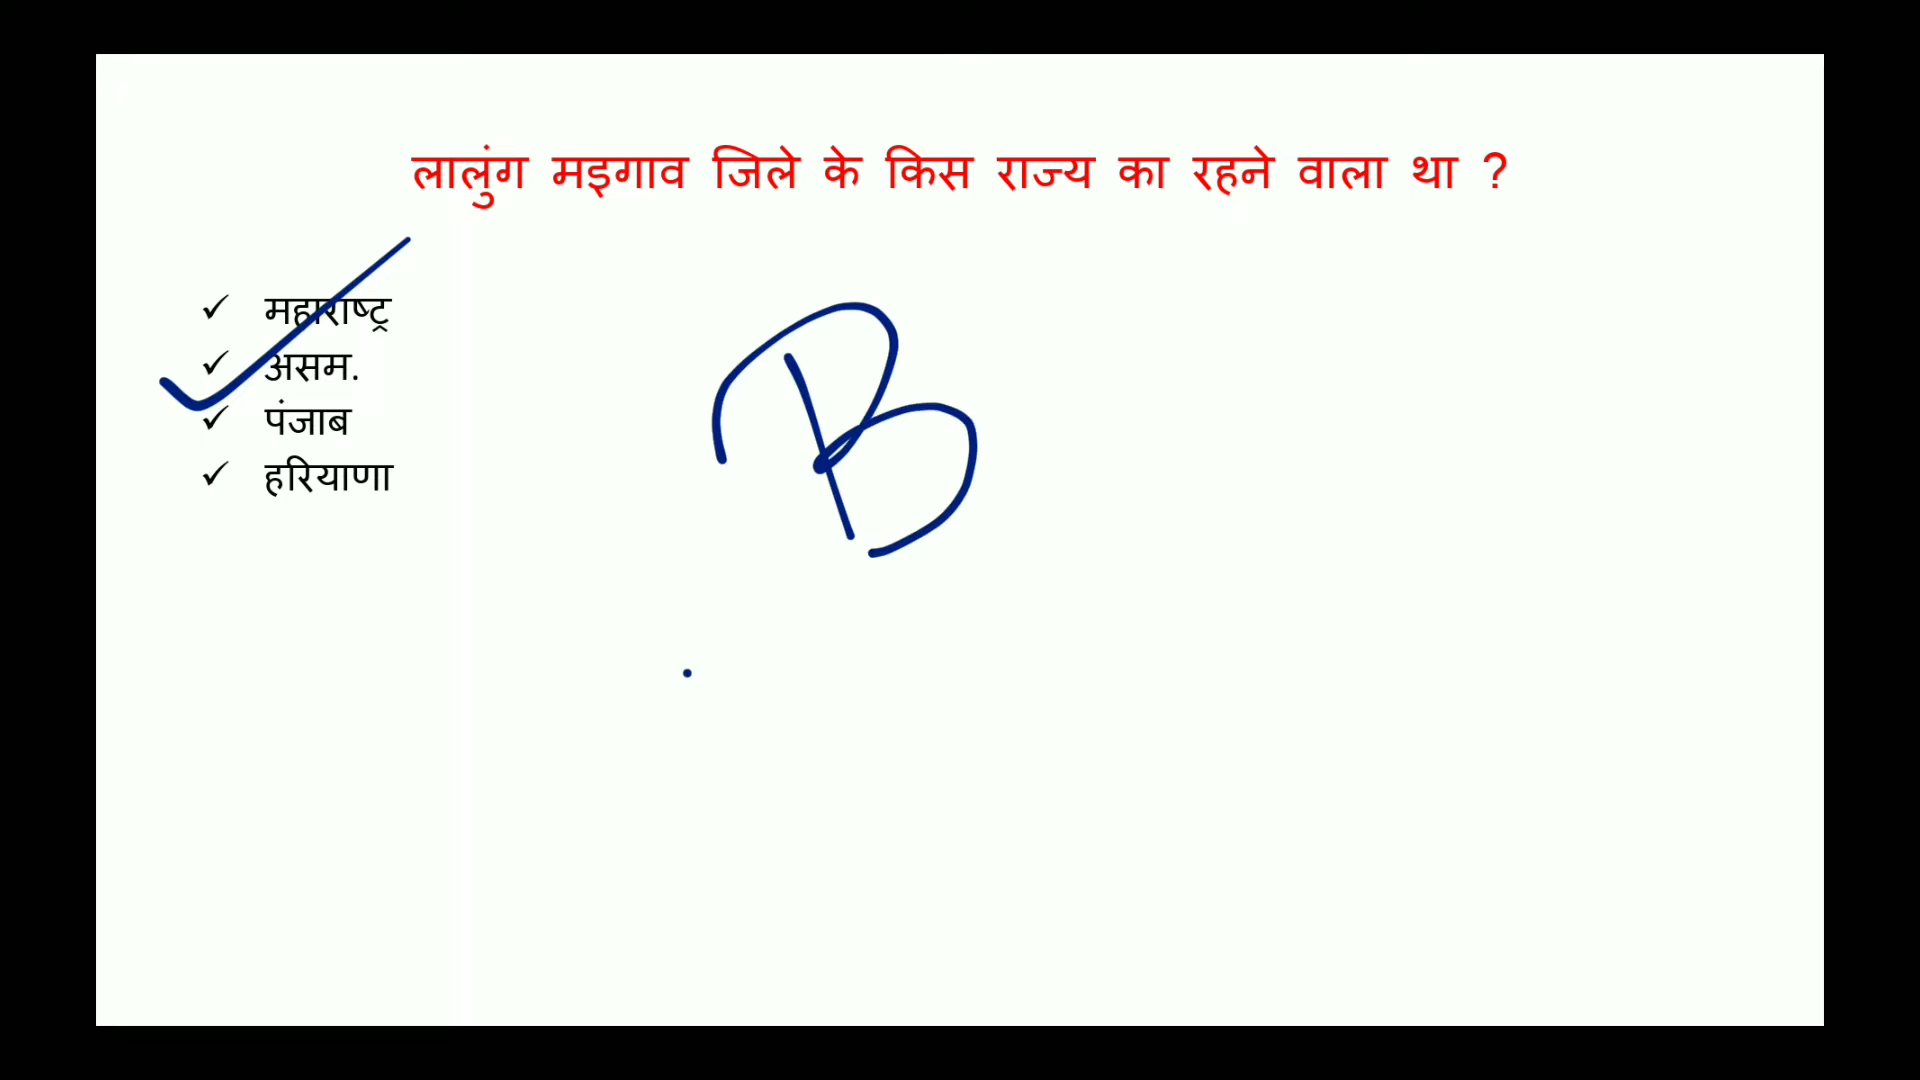 लालुंग मइगाव जिले के किस राज्य का रहने वाला था ?
✓ महाराष्ट्र
✓ असम.
✓ पंजाब
✓ हरियाणा
B